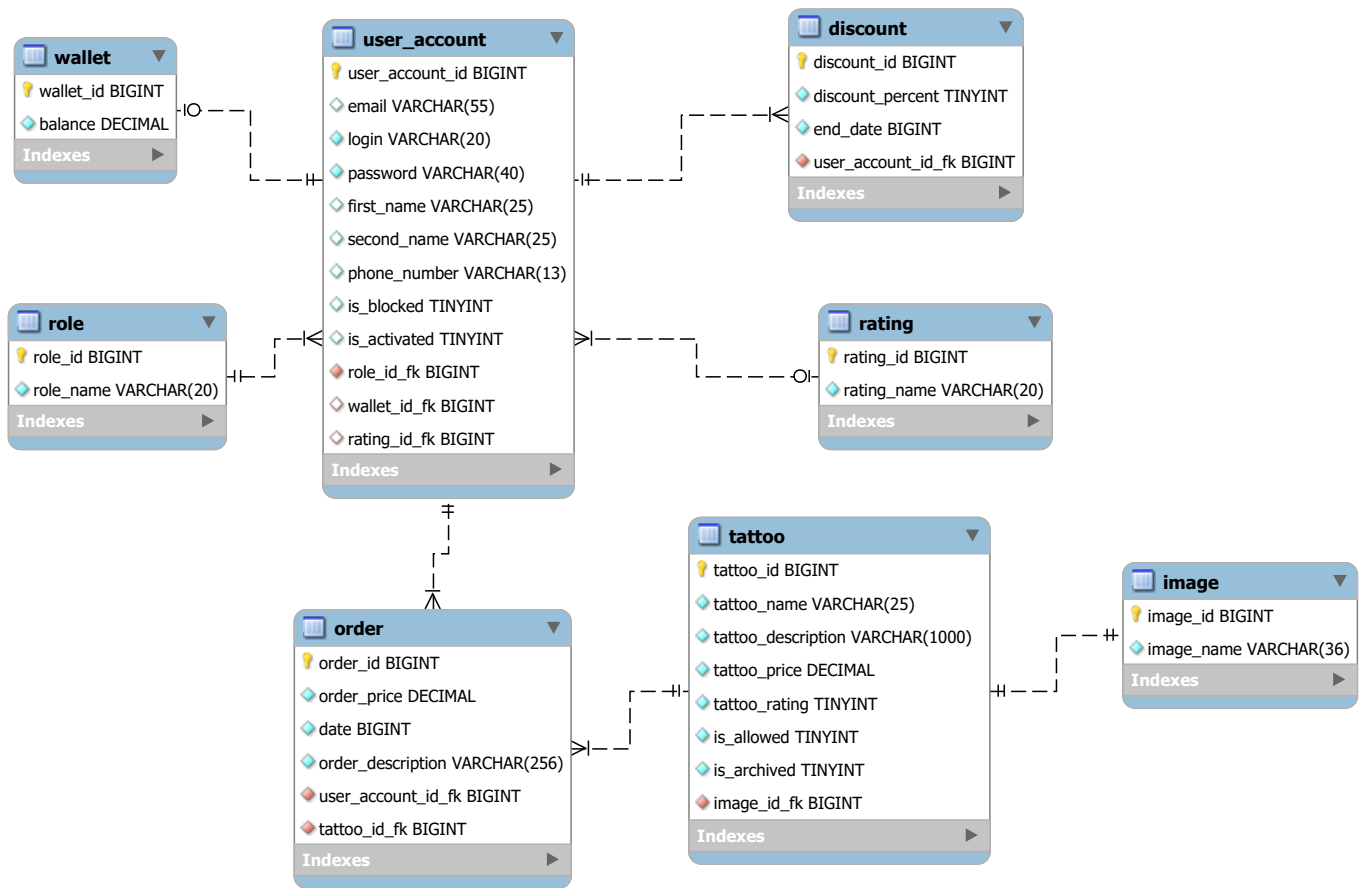 wallet
wallet_id BIGINT
balance DECIMAL
Indexes
user_account
user_account_id BIGINT
email VARCHAR(55)
login VARCHAR(20)
password VARCHAR(40)
first_name VARCHAR(25)
second_name VARCHAR(25)
phone_number VARCHAR(13)
is_blocked TINYINT
is_activated TINYINT
role_id_fk BIGINT
wallet_id_fk BIGINT
rating_id_fk BIGINT
Indexes
discount
discount_id BIGINT
discount_percent TINYINT
end_date BIGINT
user_account_id_fk BIGINT
Indexes
role
role_id BIGINT
role_name VARCHAR(20)
Indexes
rating
rating_id BIGINT
rating_name VARCHAR(20)
Indexes
order
order_id BIGINT
order_price DECIMAL
date BIGINT
order_description VARCHAR(256)
user_account_id_fk BIGINT
tattoo_id_fk BIGINT
Indexes
tattoo
tattoo_id BIGINT
tattoo_name VARCHAR(25)
tattoo_description VARCHAR(1000)
tattoo_price DECIMAL
tattoo_rating TINYINT
is_allowed TINYINT
is_archived TINYINT
image_id_fk BIGINT
Indexes
image
image_id BIGINT
image_name VARCHAR(36)
Indexes